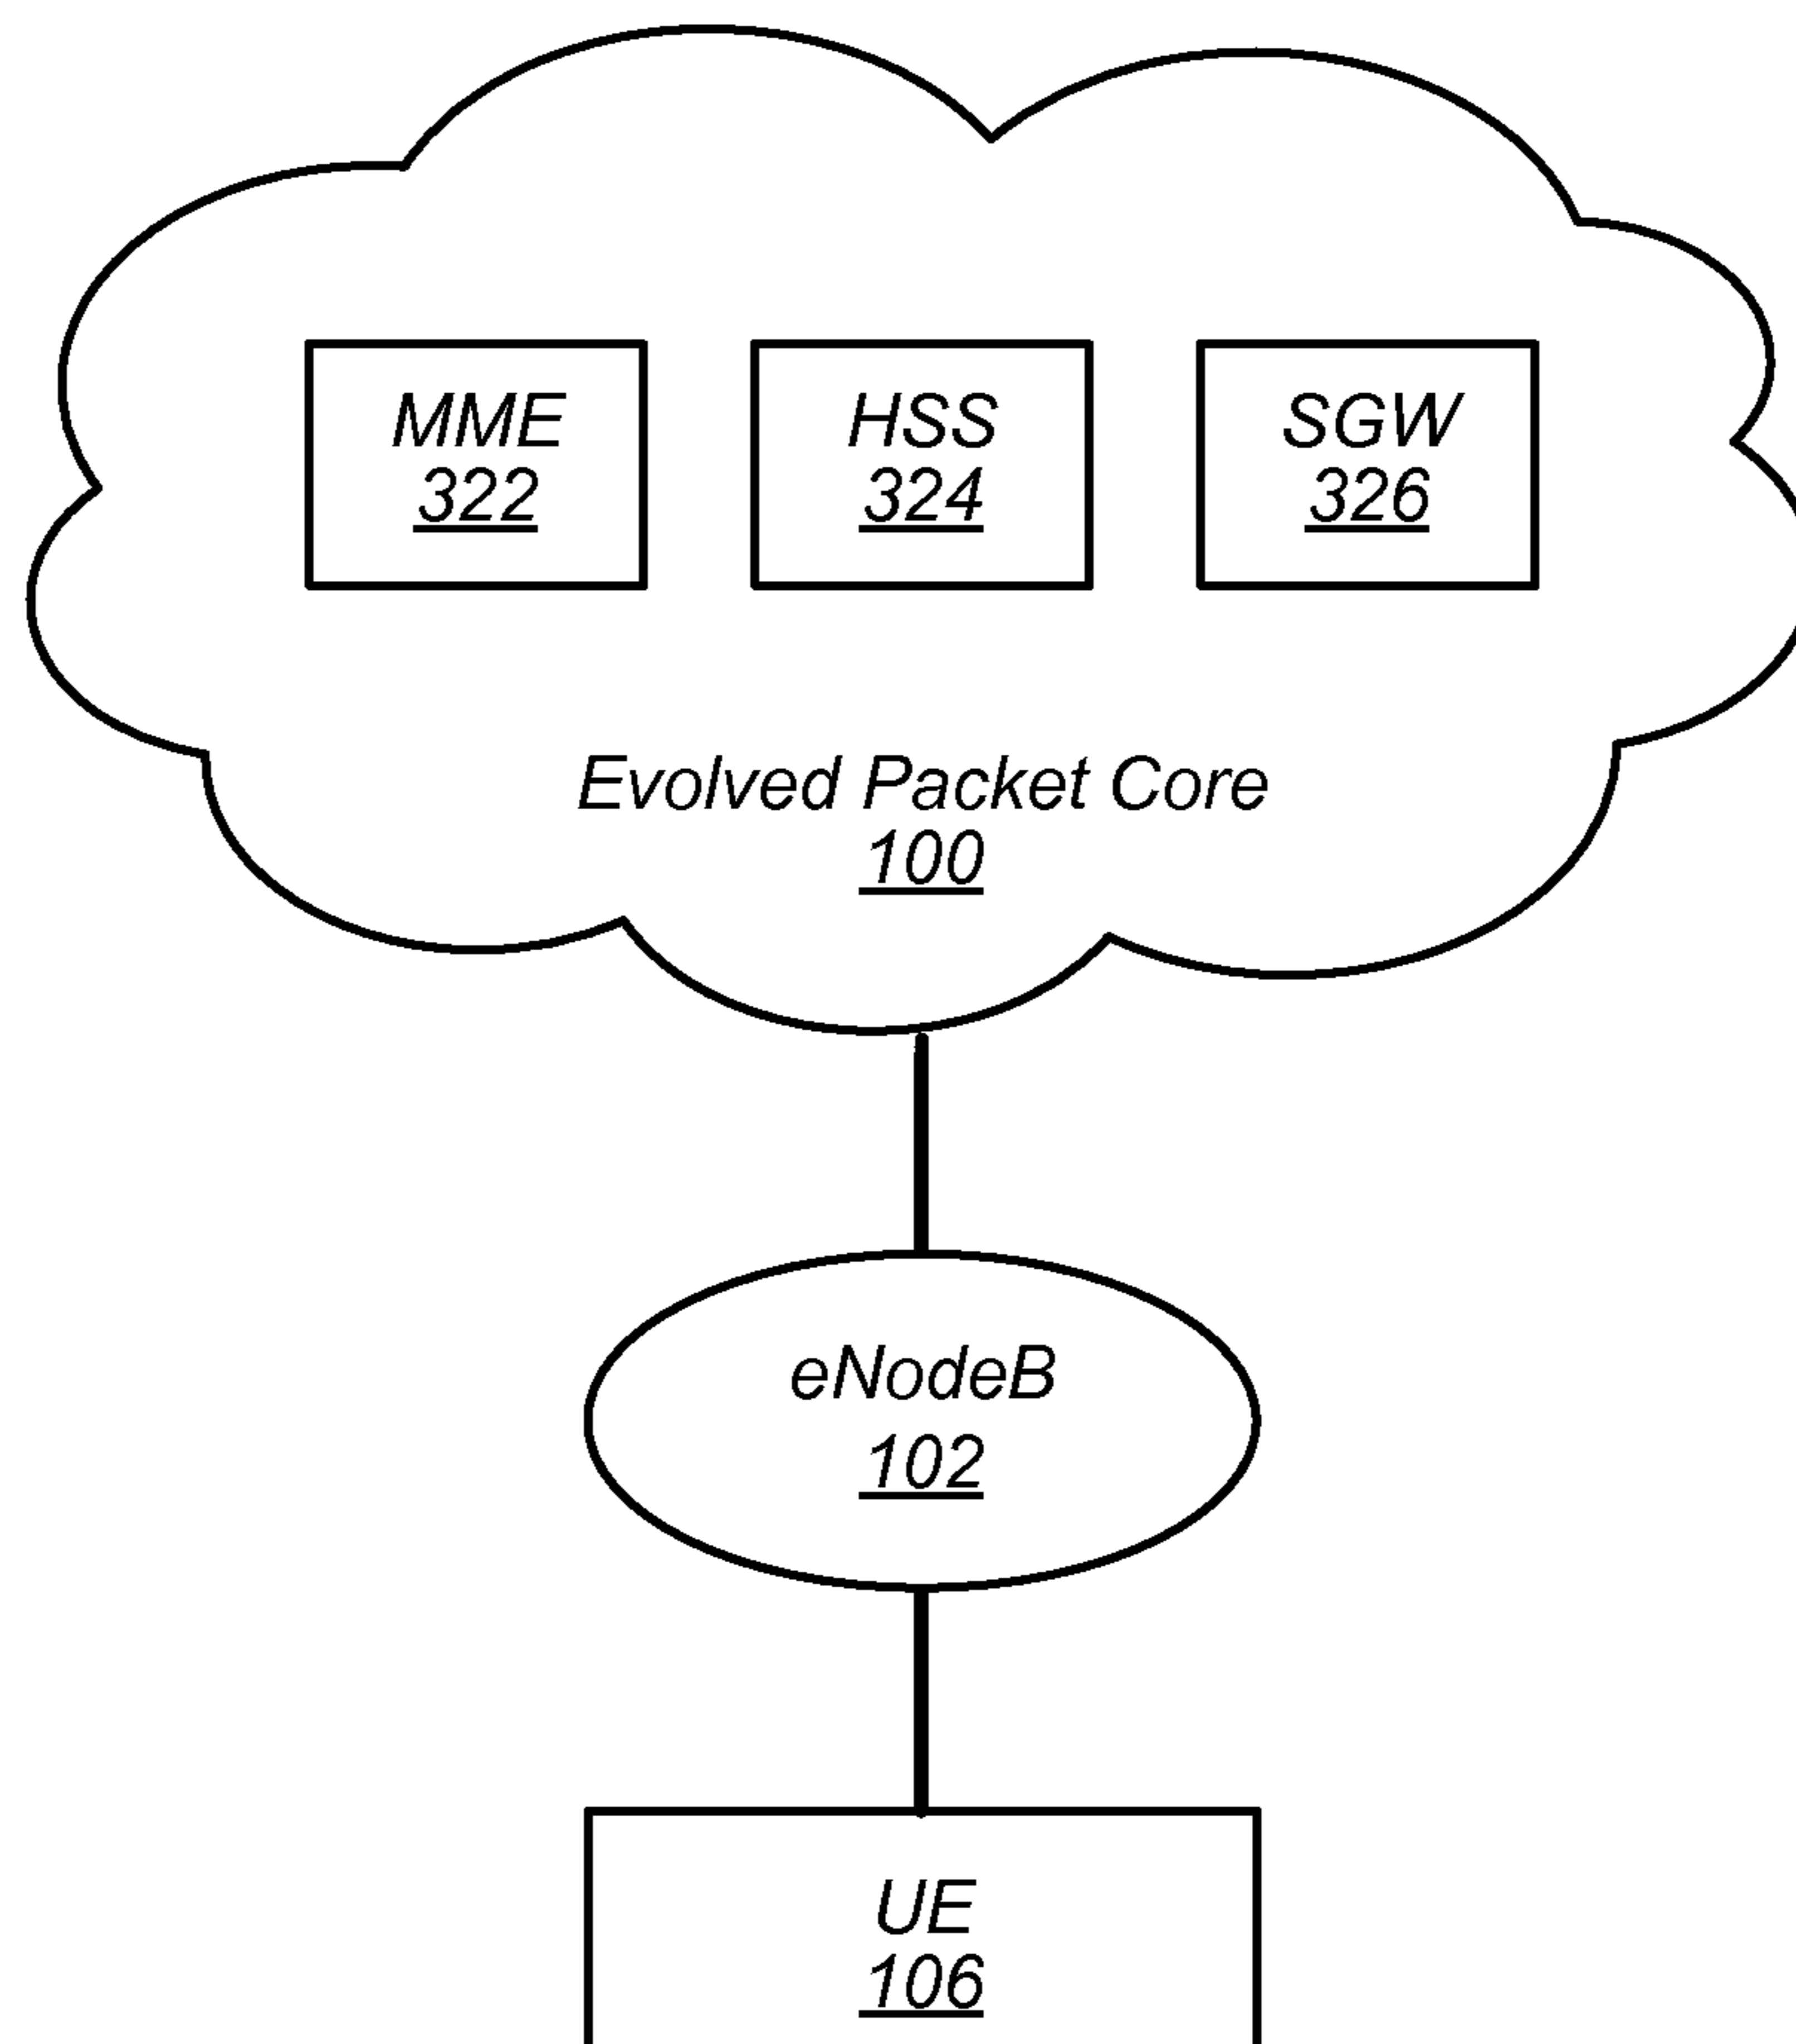 MME
322
HSS
324
SGW
326
Evolved Packet Core
100
eNodeB
102
UE
106